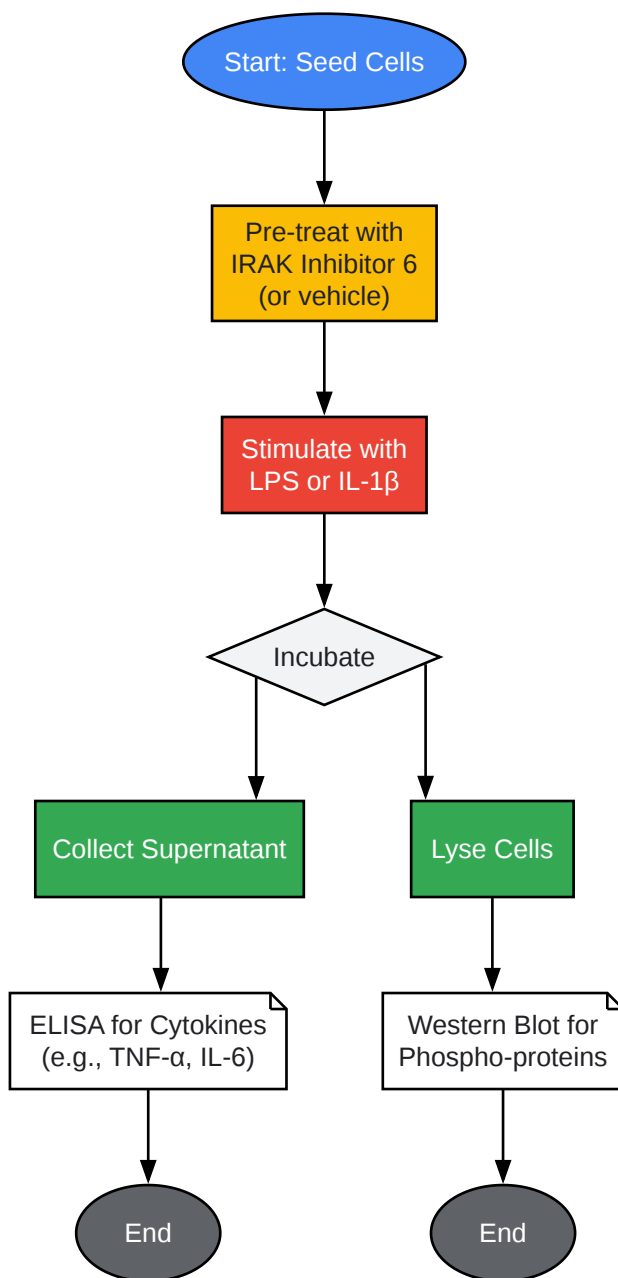 Start: Seed Cells
Pre-treat with
IRAK Inhibitor 6
(or vehicle)
Stimulate with
LPS or IL-1β
Incubate
Collect Supernatant
Lyse Cells
ELISA for Cytokines
(e.g., TNF-α, IL-6)
Western Blot for
Phospho-proteins
End
End